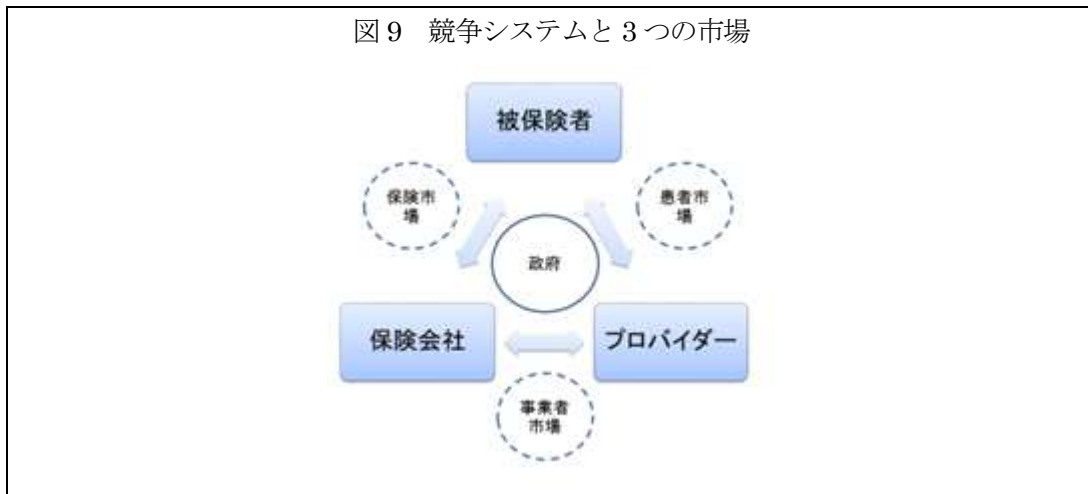 図9　競争システムと3つの市場
被保険者
保険市
場
患者市
場
政府
保険会社
プロバイダー
事業者
市場